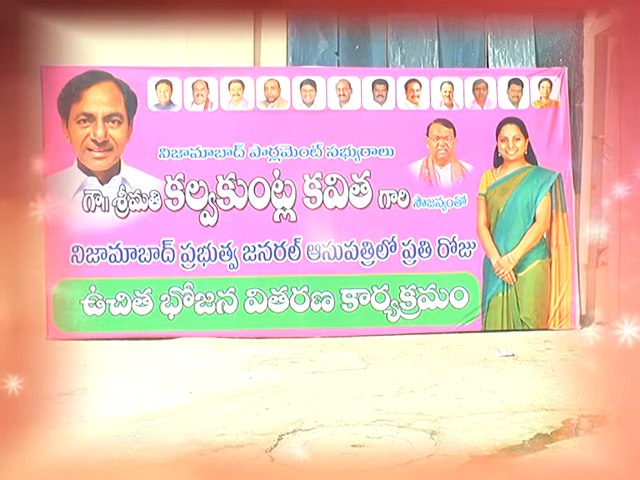 నిజామాబాద్ పార్లమెంట్ సభ్యురాలు
గౌ॥ శ్రీమతి కల్వకుంట్ల కవిత గారి సౌజన్యంతో
నిజామాబాద్ ప్రభుత్వ జనరల్ ఆసుపత్రిలో ప్రతి రోజు
ఉచిత భోజన వితరణ కార్యక్రమం